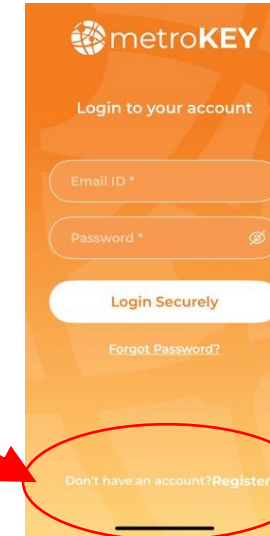 metroKEY
Login to your account
Email ID *
Password *
Login Securely
Forgot Password?
Don't have an account?Register